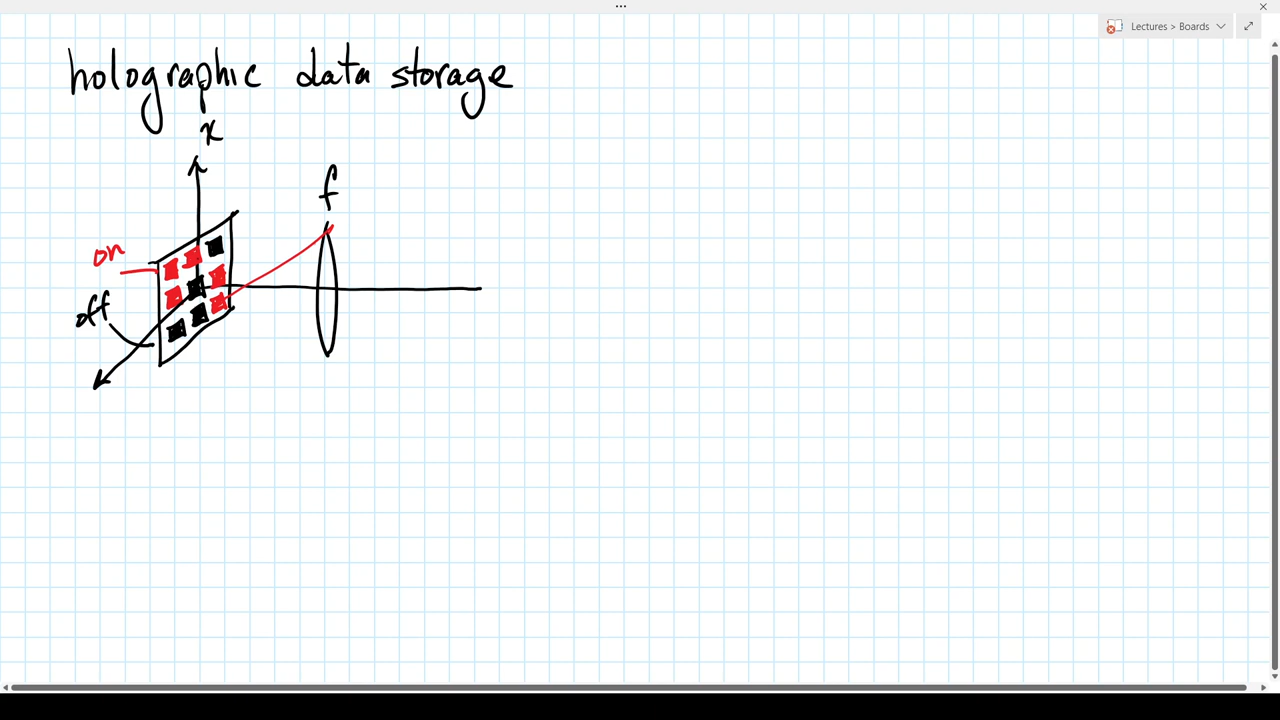 Lectures > Boards
holographic data storage
x
f
on
off